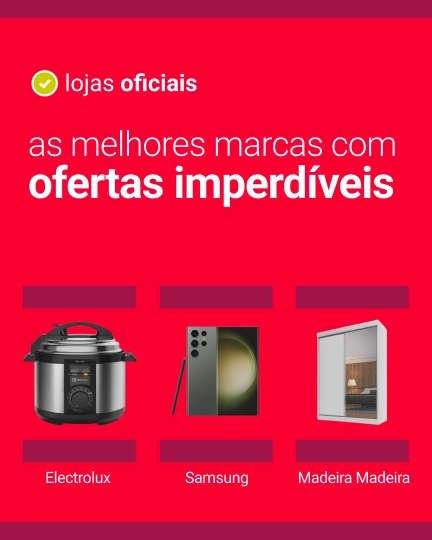 lojas oficiais
as melhores marcas com
ofertas imperdíveis
Electrolux
Samsung
Madeira Madeira